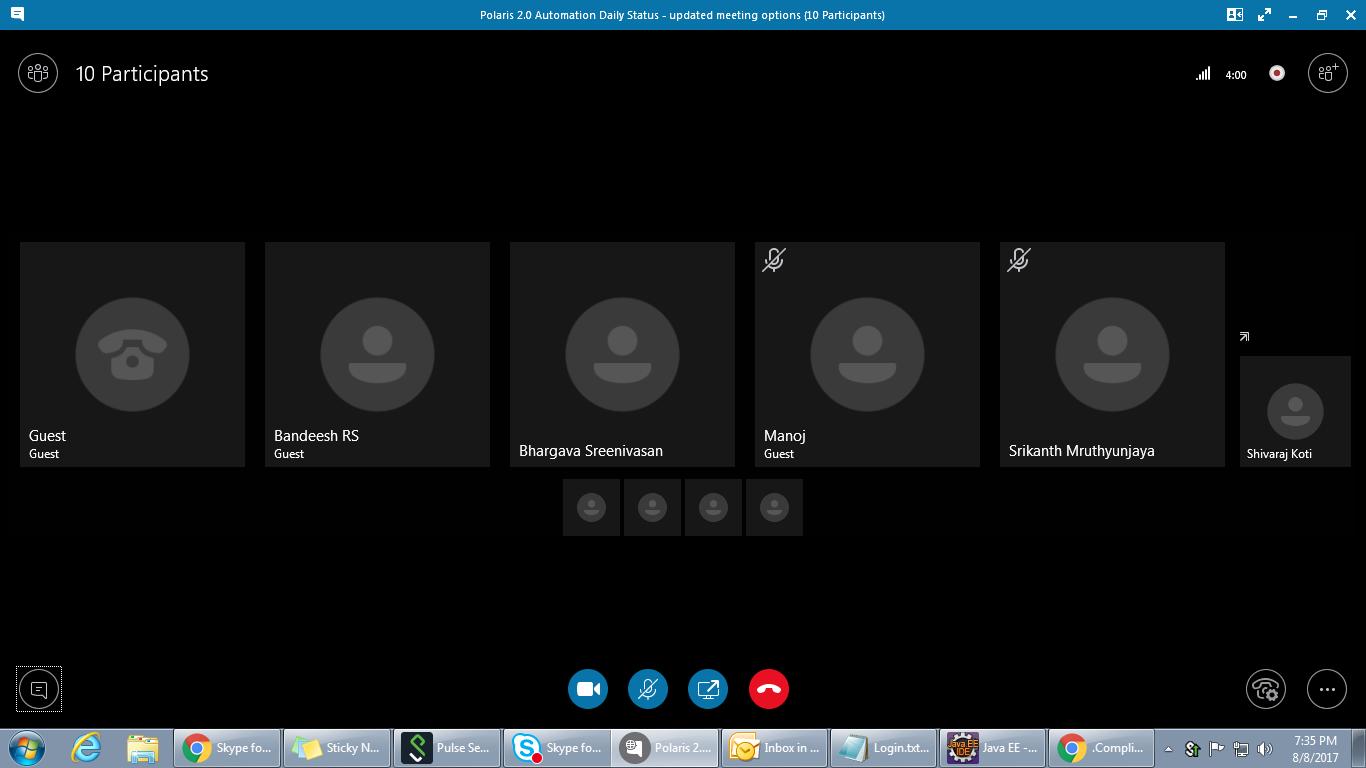 Polaris 2.0 Automation Daily Status - updated meeting options (10 Participants)
10 Participants
4:00
Guest
Guest
Bandeesh RS
Guest
Bhargava Sreenivasan
Manoj
Guest
Srikanth Mruthyunjaya
Shivaraj Koti
Skype fo...
Sticky N...
Pulse Se...
Skype fo...
Polaris 2....
Inbox in ...
Login.txt...
Java EE IDE
Java EE -...
.Compli...
7:35 PM
8/8/2017